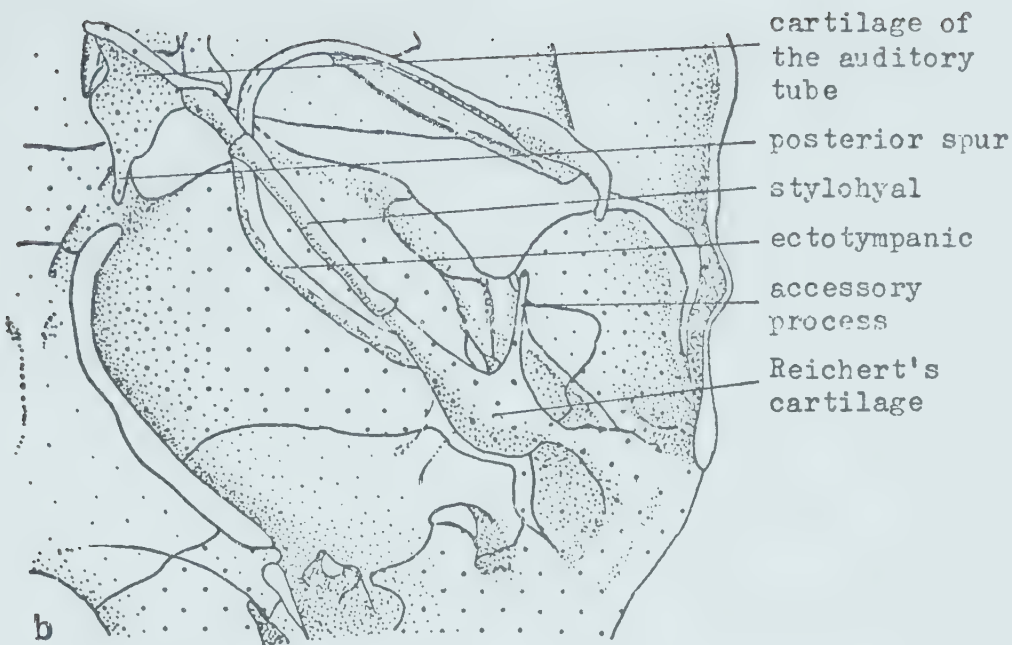 cartilage of
the auditory
tube
posterior spur
stylohyal
ectotympanic
accessory
process
Reichert's
cartilage
b